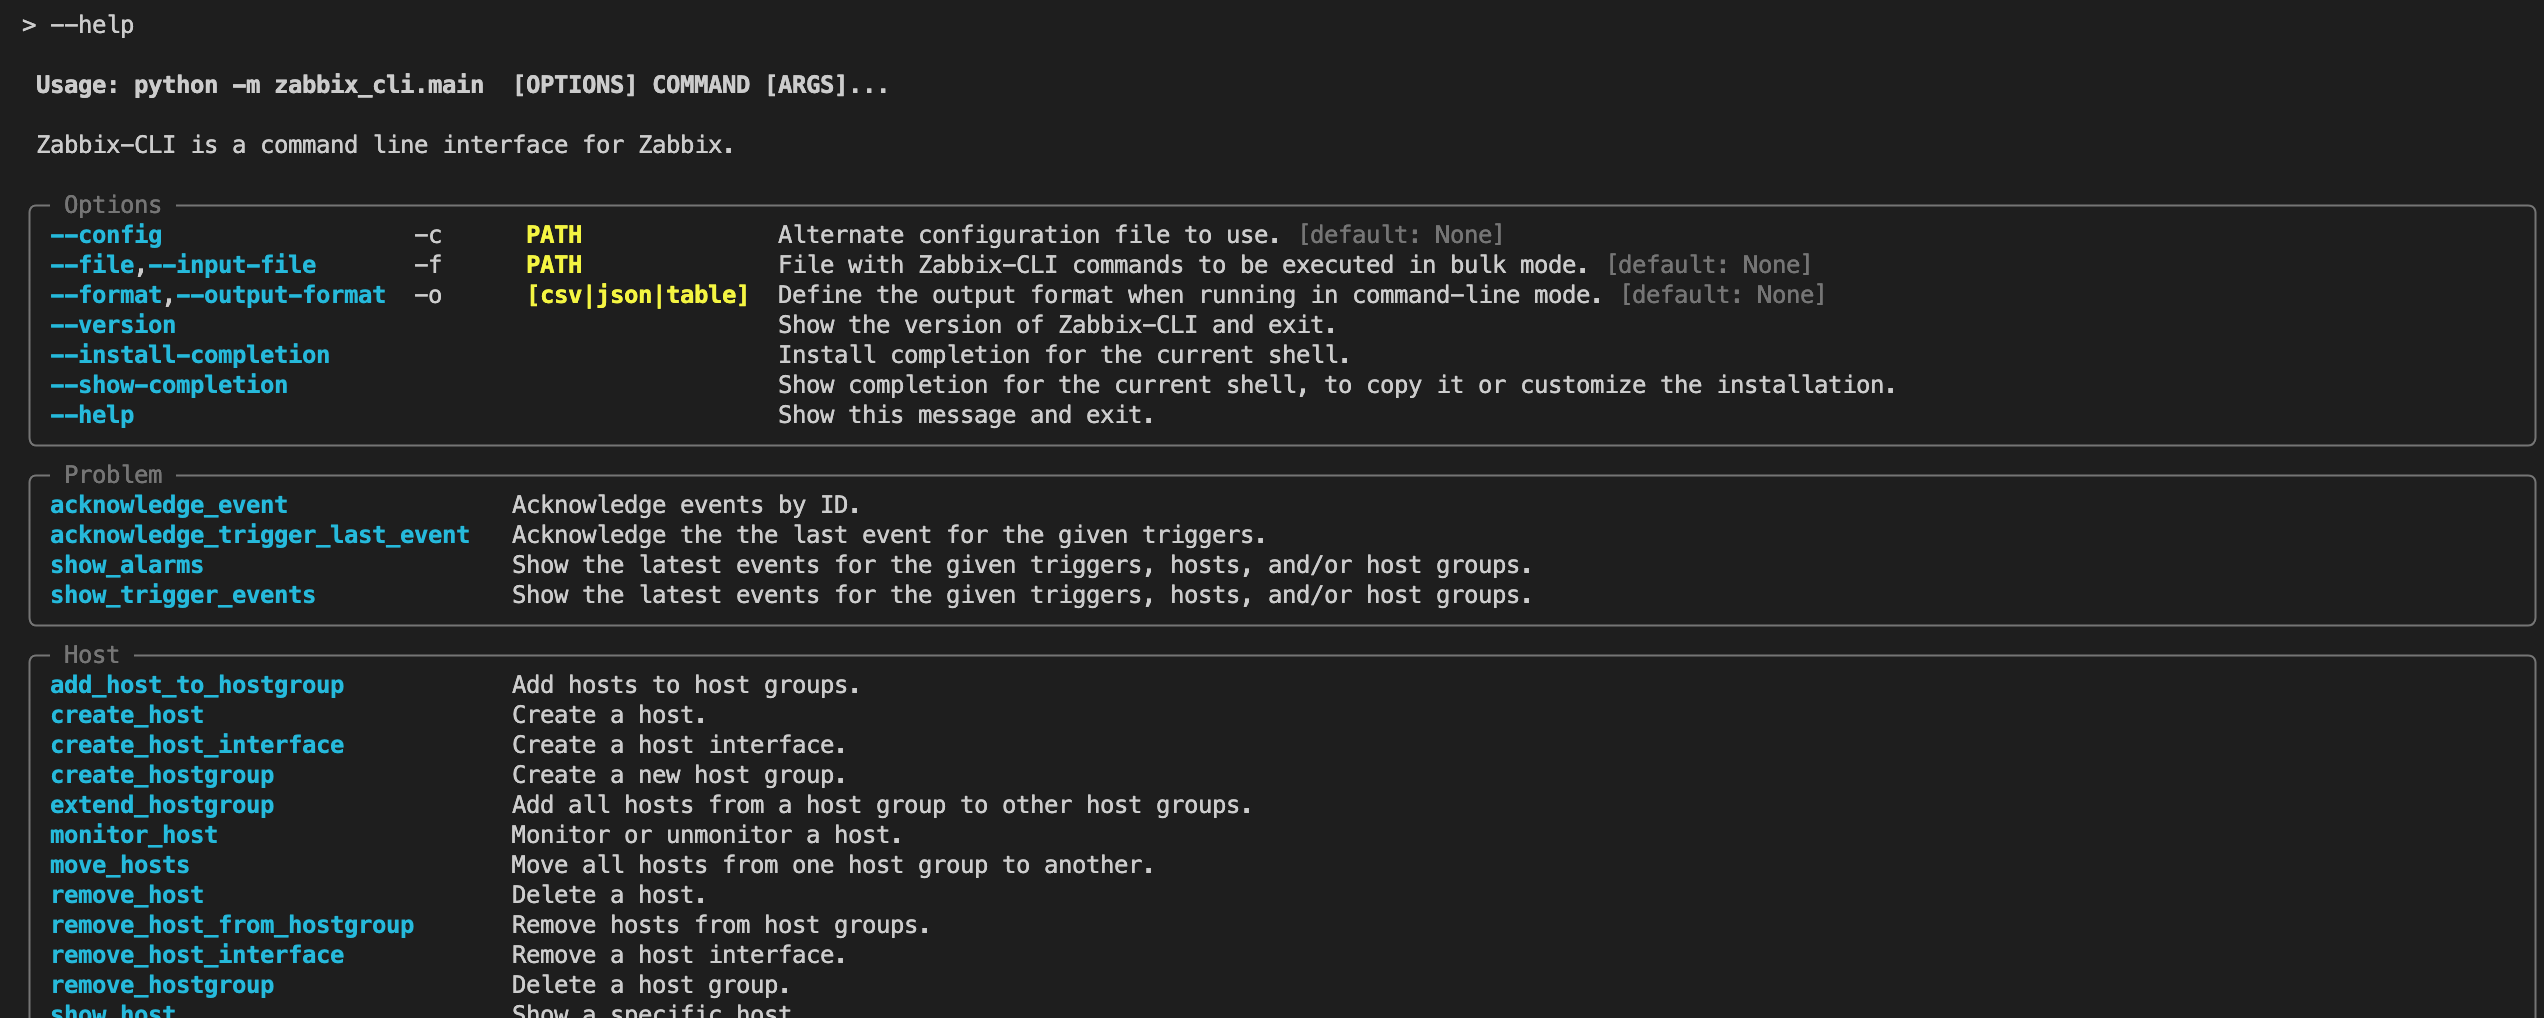 > --help
Usage: python -m zabbix_cli.main  [OPTIONS] COMMAND [ARGS]...
Zabbix-CLI is a command line interface for Zabbix.
Options
--config -c PATH Alternate configuration file to use. [default: None]
--file,--input-file -f PATH File with Zabbix-CLI commands to be executed in bulk mode. [default: None]
--format,--output-format -o [csv|json|table] Define the output format when running in command-line mode. [default: None]
--version Show the version of Zabbix-CLI and exit.
--install-completion Install completion for the current shell.
--show-completion Show completion for the current shell, to copy it or customize the installation.
--help Show this message and exit.
Problem
acknowledge_event Acknowledge events by ID.
acknowledge_trigger_last_event Acknowledge the the last event for the given triggers.
show_alarms Show the latest events for the given triggers, hosts, and/or host groups.
show_trigger_events Show the latest events for the given triggers, hosts, and/or host groups.
Host
add_host_to_hostgroup Add hosts to host groups.
create_host Create a host.
create_host_interface Create a host interface.
create_hostgroup Create a new host group.
extend_hostgroup Add all hosts from a host group to other host groups.
monitor_host Monitor or unmonitor a host.
move_hosts Move all hosts from one host group to another.
remove_host Delete a host.
remove_host_from_hostgroup Remove hosts from host groups.
remove_host_interface Remove a host interface.
remove_hostgroup Delete a host group.
show_host Show a specific host.